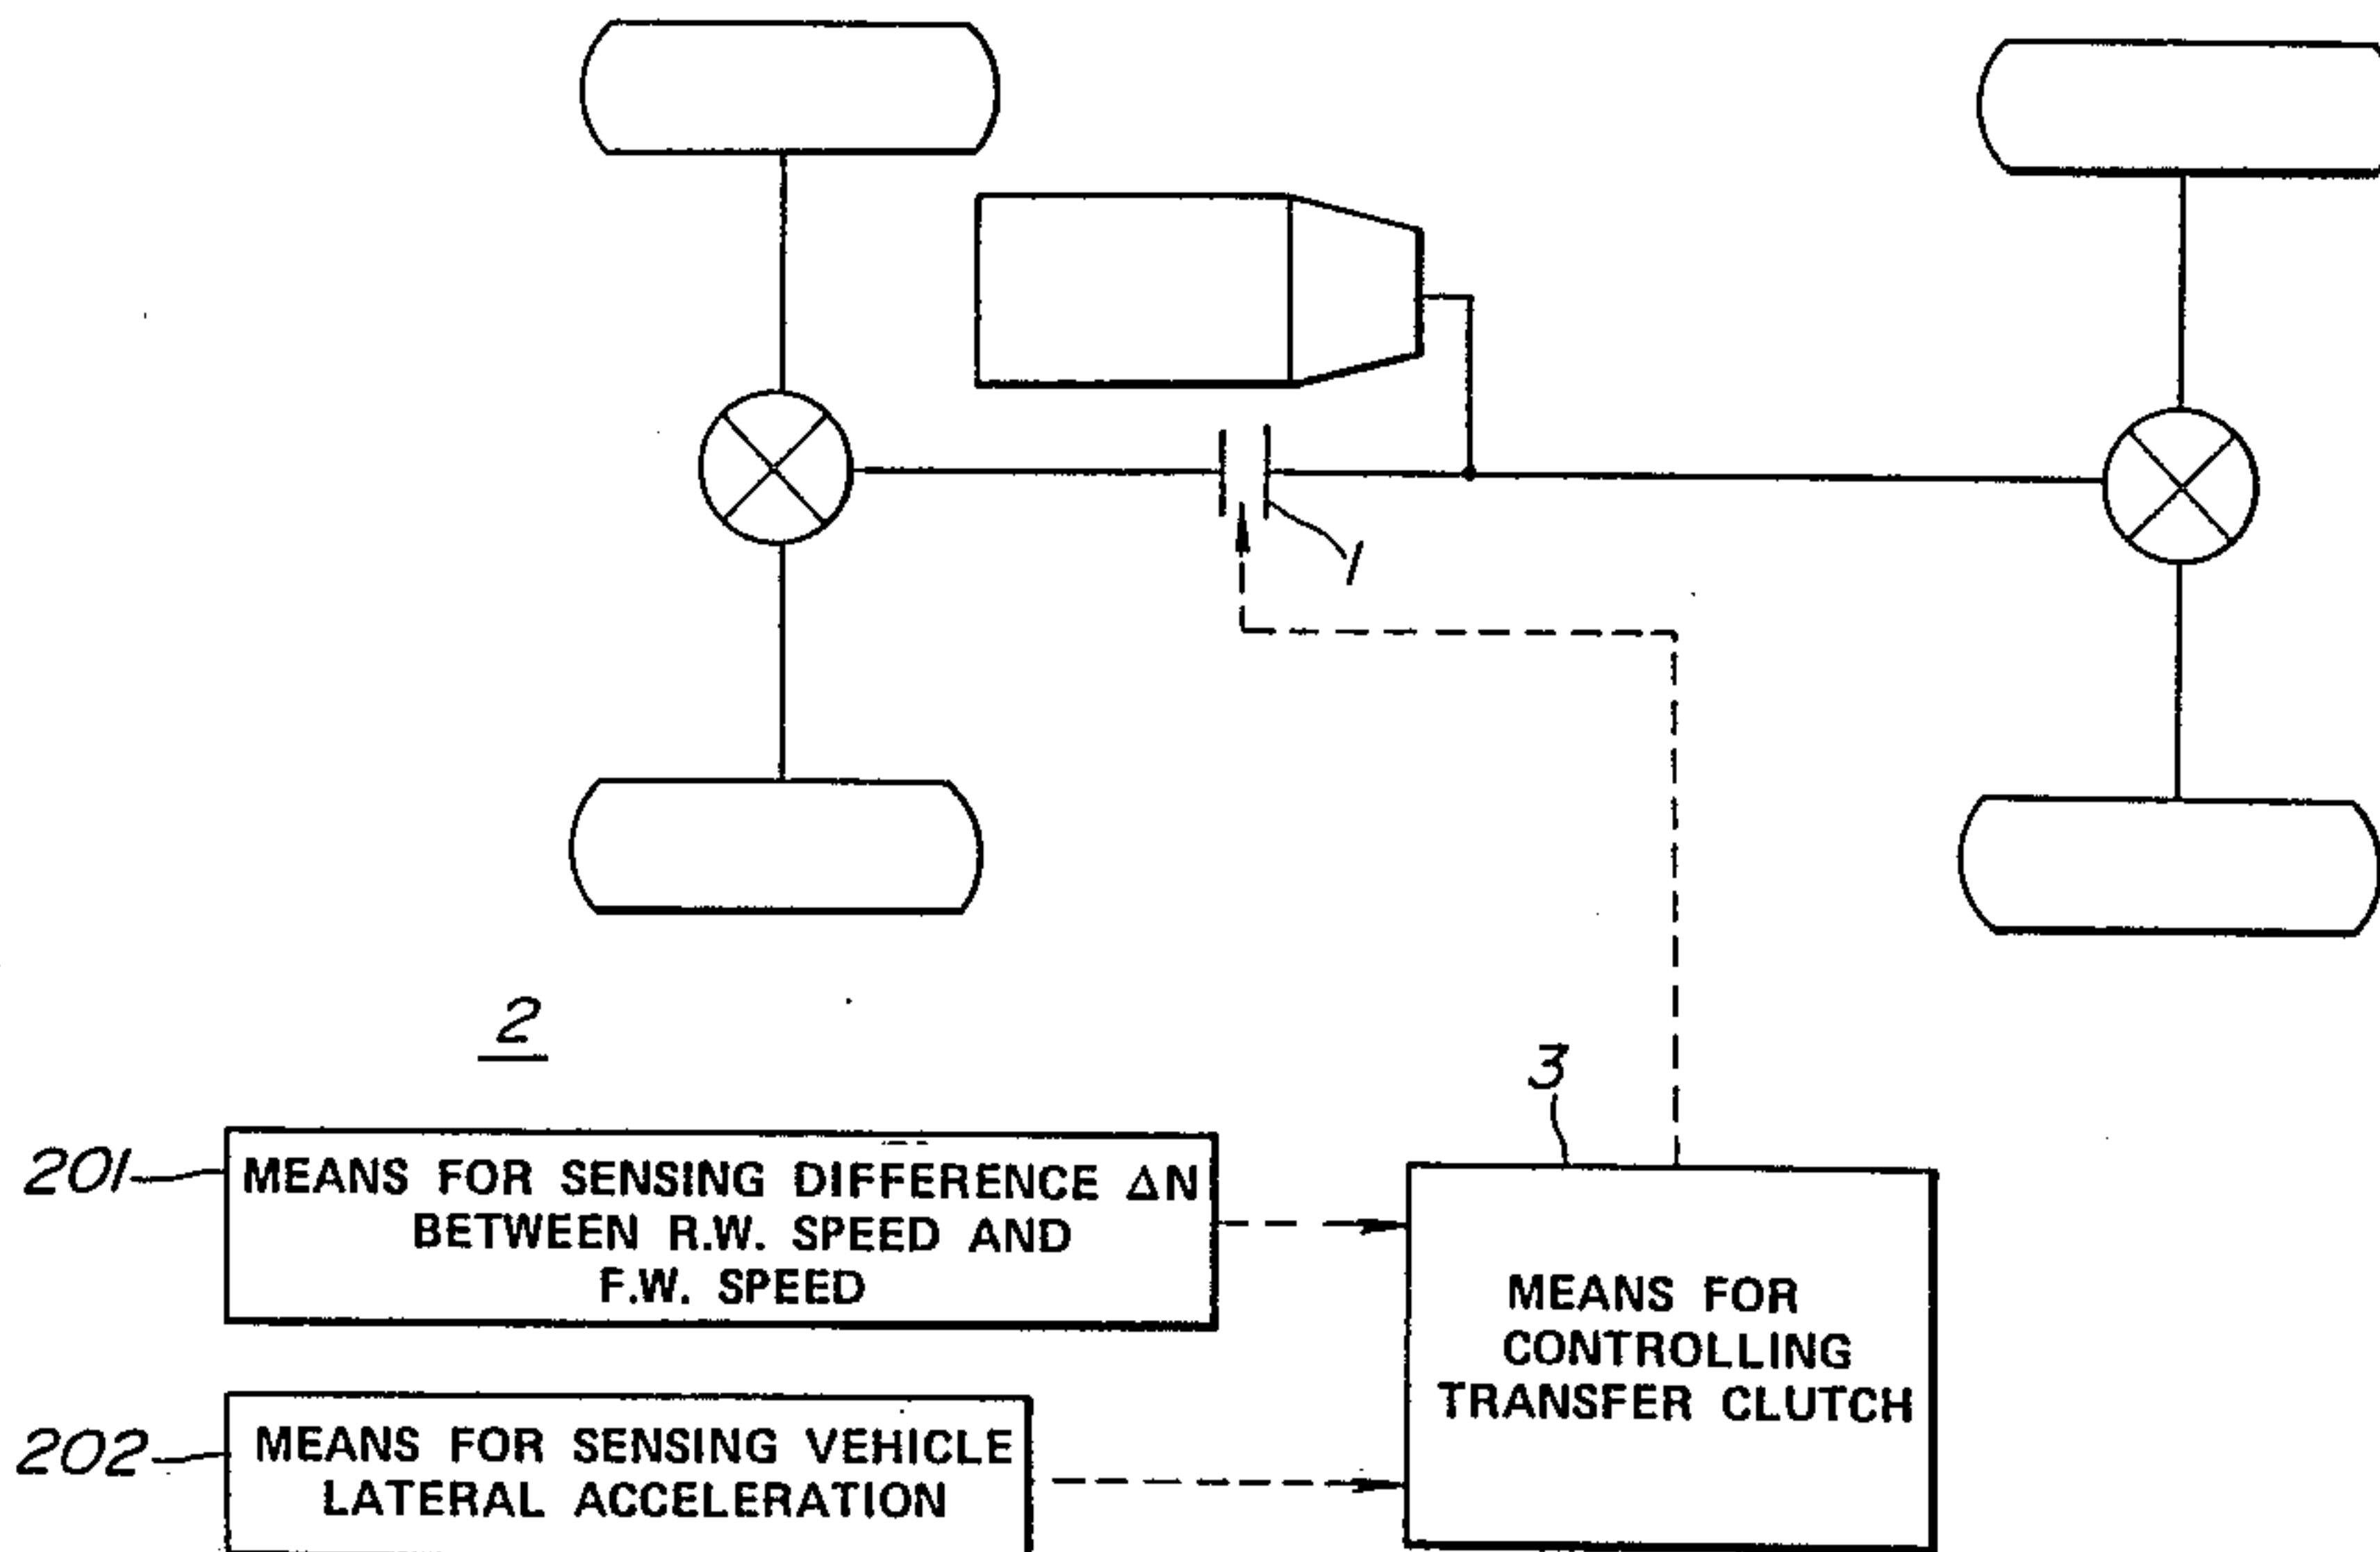 1
2
3
201
MEANS FOR SENSING DIFFERENCE ΔN
BETWEEN R.W. SPEED AND
F.W. SPEED
MEANS FOR
CONTROLLING
TRANSFER CLUTCH
202
MEANS FOR SENSING VEHICLE
LATERAL ACCELERATION